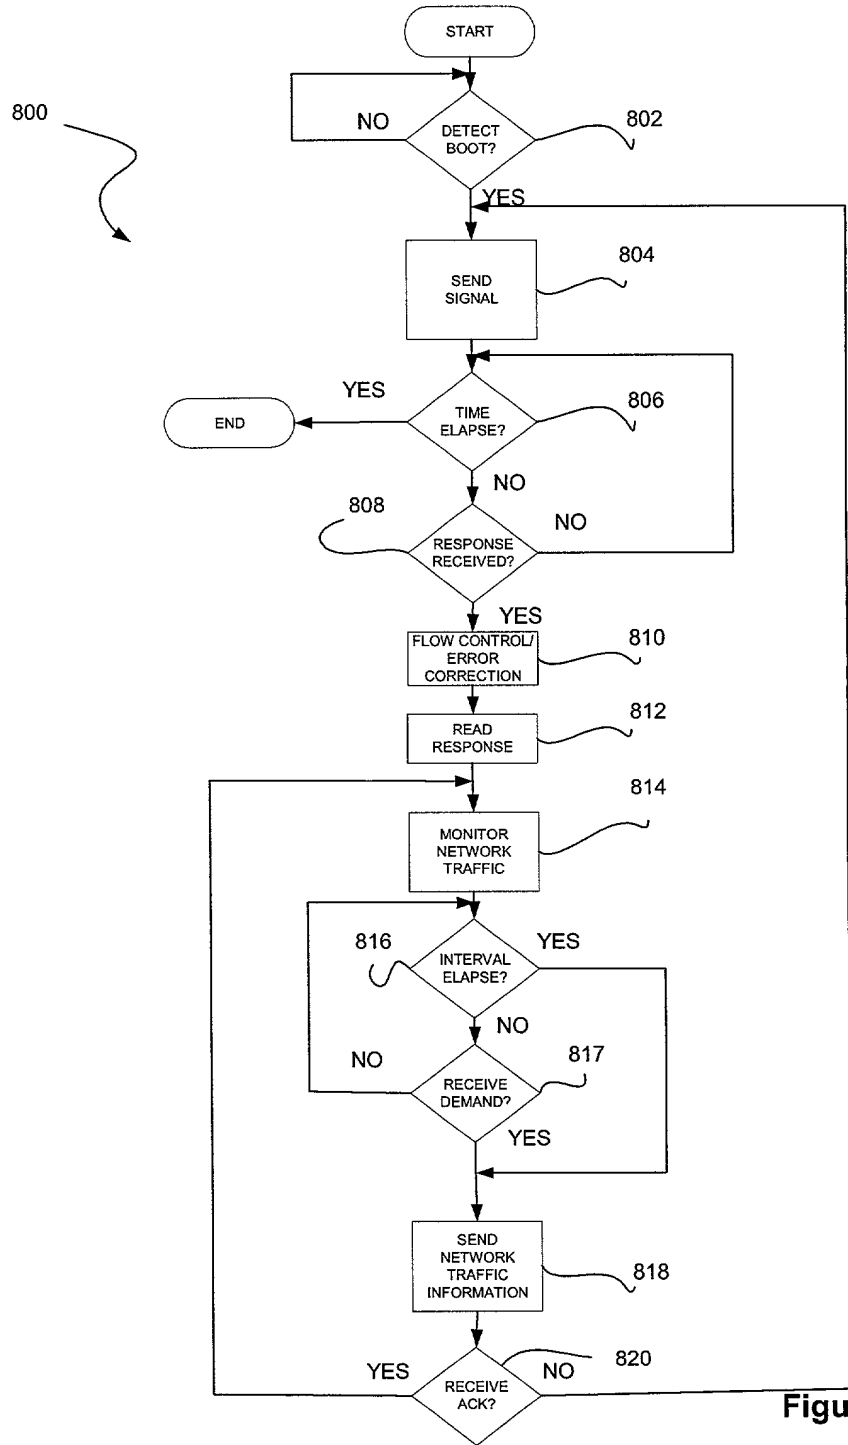 START
800
NO
DETECT
BOOT?
802
YES
SEND
SIGNAL
804
YES
END
TIME
ELAPSE?
806
NO
808
RESPONSE
RECEIVED?
NO
YES
FLOW CONTROL/
ERROR
CORRECTION
810
READ
RESPONSE
812
MONITOR
NETWORK
TRAFFIC
814
816
INTERVAL
ELAPSE?
YES
NO
NO
RECEIVE
DEMAND?
817
YES
SEND
NETWORK
TRAFFIC
INFORMATION
818
YES
RECEIVE
ACK?
NO
820
Figu